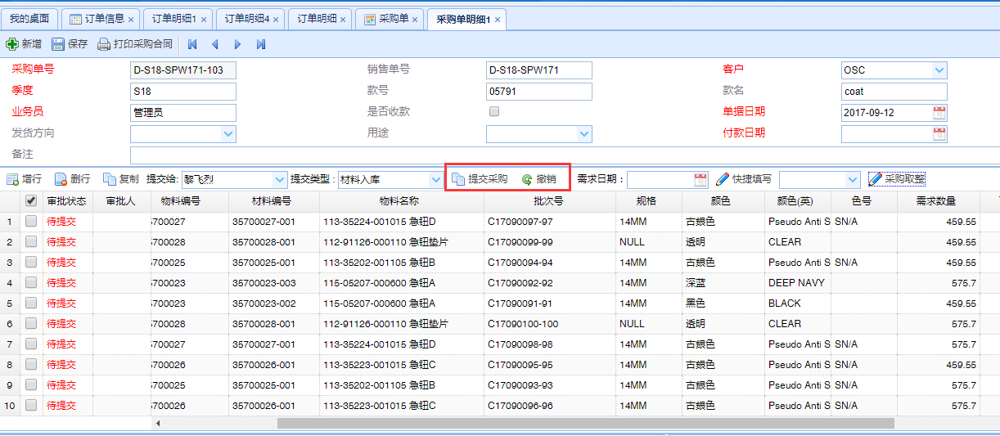 我的桌面 订单信息 × 订单明细1 × 订单明细4 × 订单明细 × 采购单 × 采购单明细1 ×
新增 保存 打印采购合同
采购单号 D-S18-SPW171-103 销售单号 D-S18-SPW171 客户 OSC
季度 S18 款号 05791 款名 coat
业务员 管理员 是否收款 单据日期 2017-09-12
发货方向 用途 付款日期
备注
增行 删行 复制 提交给: 黎飞烈 提交类型: 材料入库 提交采购 撤销 需求日期: 快捷填写 采购取整
审批状态 审批人 物料编号 材料编号 物料名称 批次号 规格 颜色 颜色(英) 色号 需求数量
1 待提交 5700027 35700027-001 113-35224-001015 急钮D C17090097-97 14MM 古銀色 Pseudo Anti S SN/A 459.55
2 待提交 5700028 35700028-001 112-91126-000110 急钮垫片 C17090099-99 NULL 透明 CLEAR 459.55
3 待提交 5700025 35700025-001 113-35202-001105 急钮B C17090094-94 14MM 古銀色 Pseudo Anti S SN/A 459.55
4 待提交 5700023 35700023-003 115-05207-000600 急钮A C17090092-92 14MM 深蓝 DEEP NAVY 575.7
5 待提交 5700023 35700023-002 115-05207-000600 急钮A C17090091-91 14MM 黑色 BLACK 459.55
6 待提交 5700028 35700028-001 112-91126-000110 急钮垫片 C17090100-100 NULL 透明 CLEAR 575.7
7 待提交 5700027 35700027-001 113-35224-001015 急钮D C17090098-98 14MM 古銀色 Pseudo Anti S SN/A 575.7
8 待提交 5700026 35700026-001 113-35223-001015 急钮C C17090095-95 14MM 古銀色 Pseudo Anti S SN/A 459.55
9 待提交 5700025 35700025-001 113-35202-001105 急钮B C17090093-93 14MM 古銀色 Pseudo Anti S SN/A 575.7
10 待提交 5700026 35700026-001 113-35223-001015 急钮C C17090096-96 14MM 古銀色 Pseudo Anti S SN/A 575.7